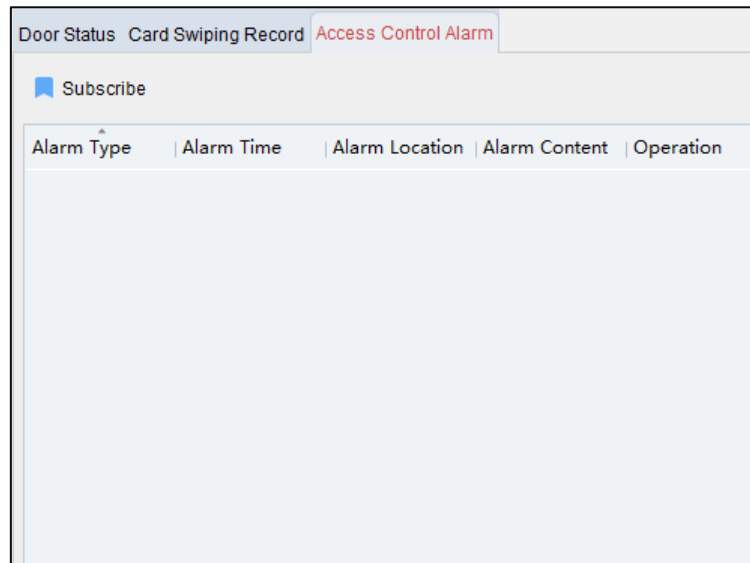 Door Status Card Swiping Record Access Control Alarm
Subscribe
Alarm Type Alarm Time Alarm Location Alarm Content Operation